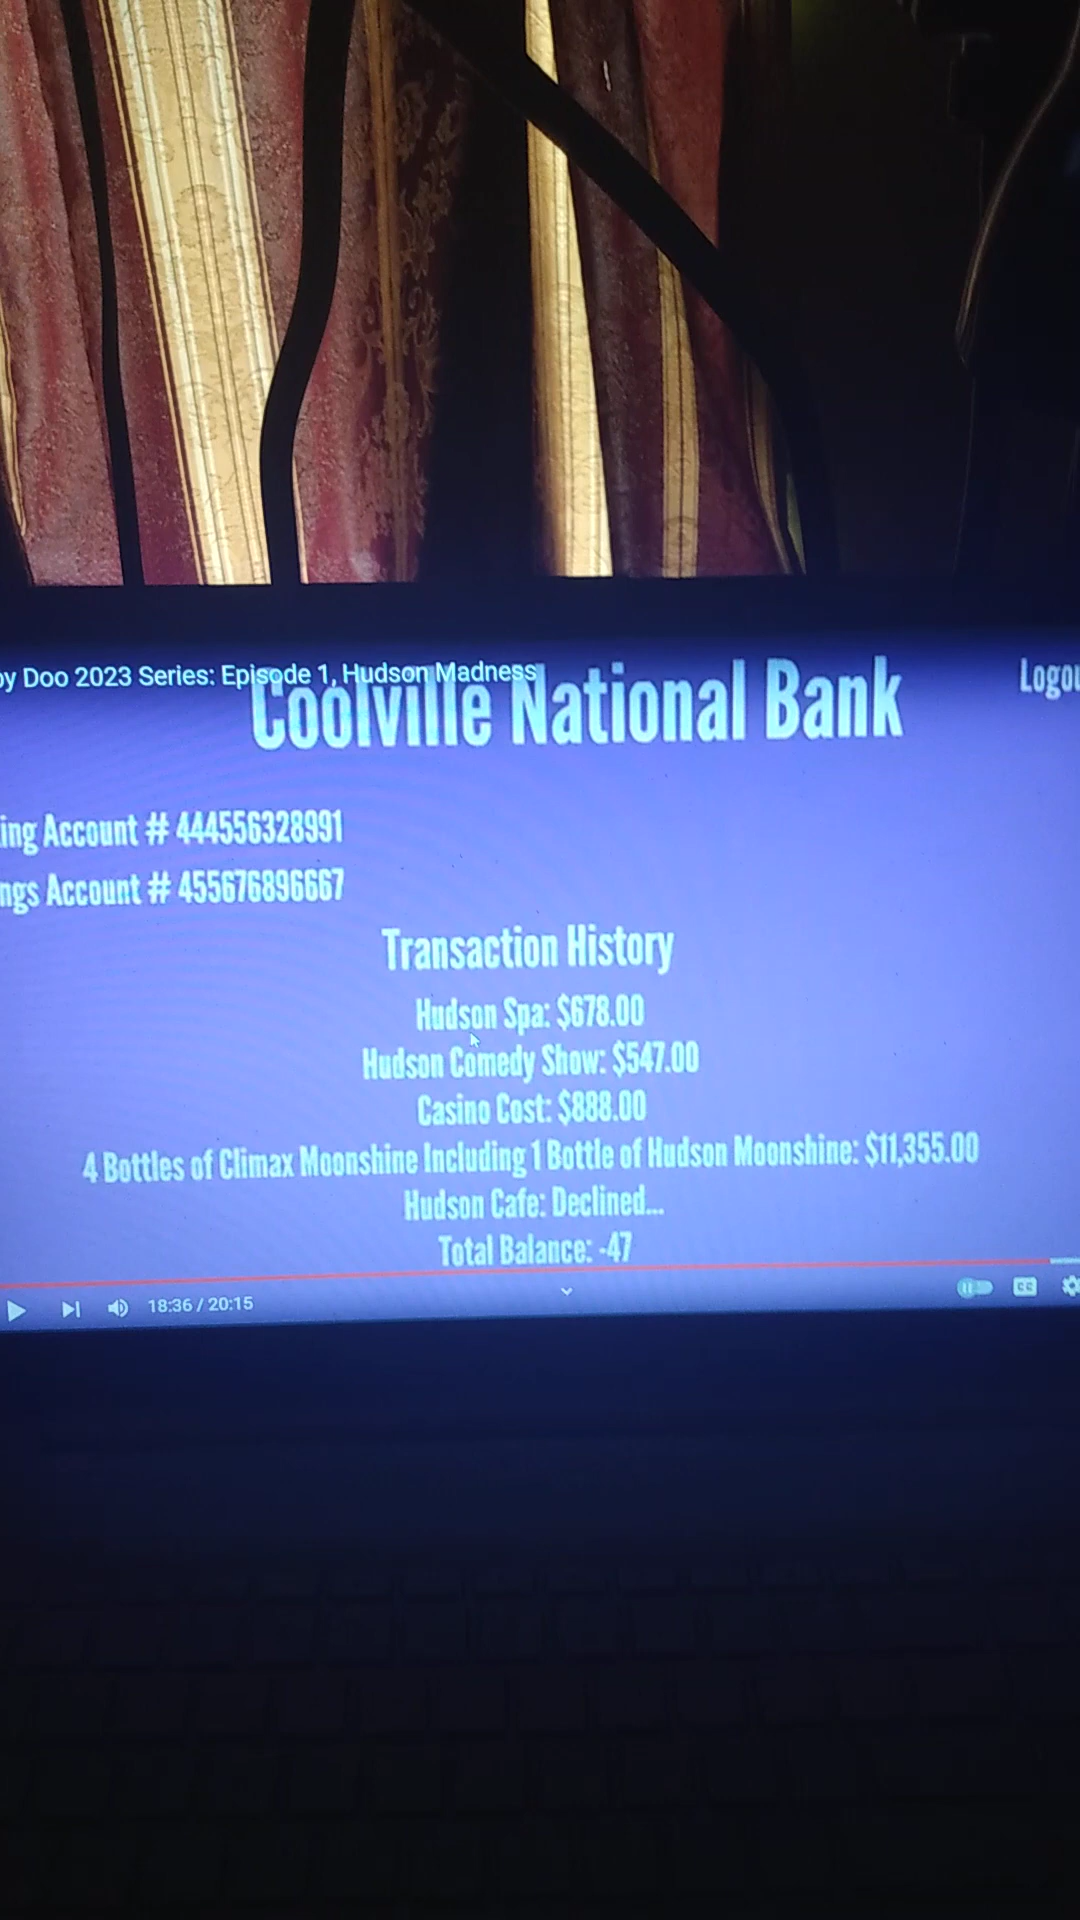 by Doo 2023 Series: Episode 1, Hudson Madness
Coolville National Bank
Logou
ing Account # 444556328991
ngs Account # 455676896667
Transaction History
Hudson Spa: $678.00
Hudson Comedy Show: $547.00
Casino Cost: $888.00
4 Bottles of Climax Moonshine Including 1 Bottle of Hudson Moonshine: $11,355.00
Hudson Cafe: Declined...
Total Balance: -47
18:36 / 20:15
CC